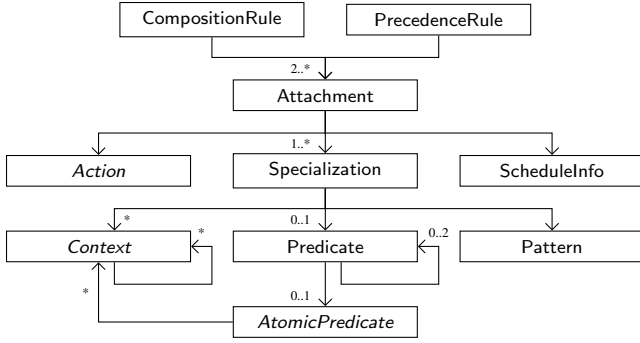 CompositionRule
PrecedenceRule
2..*
Attachment
1..*
Action
Specialization
ScheduleInfo
*
0..1
*
0..2
Context
Predicate
Pattern
*
0..1
AtomicPredicate